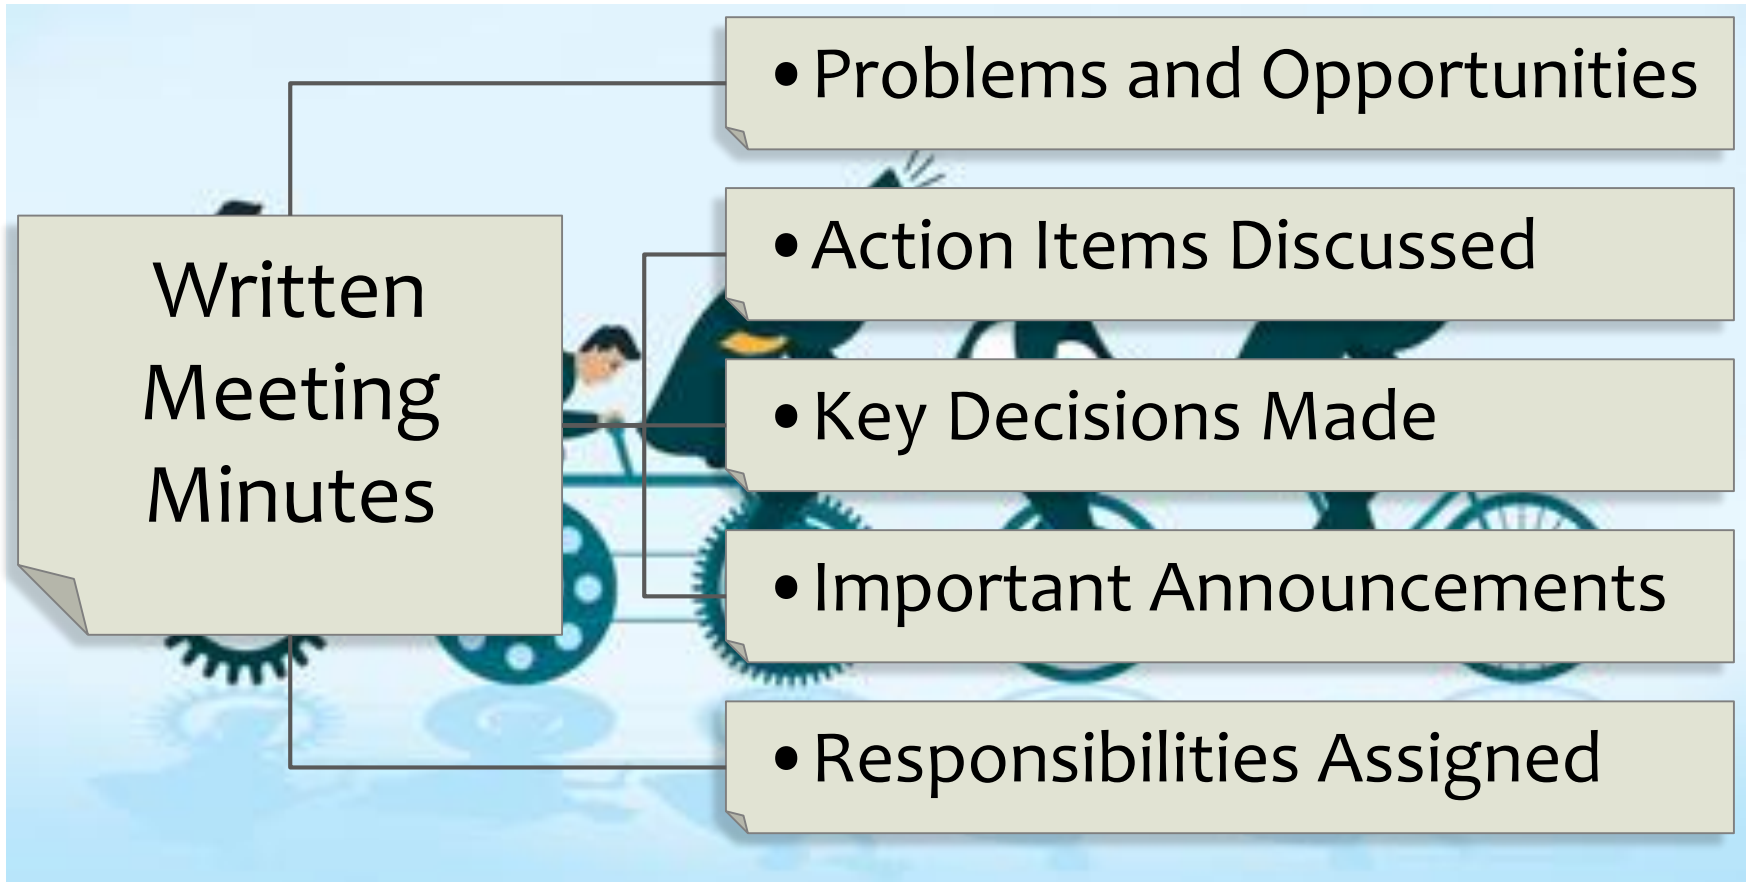 Written
Meeting
Minutes
• Problems and Opportunities
• Action Items Discussed
• Key Decisions Made
• Important Announcements
• Responsibilities Assigned